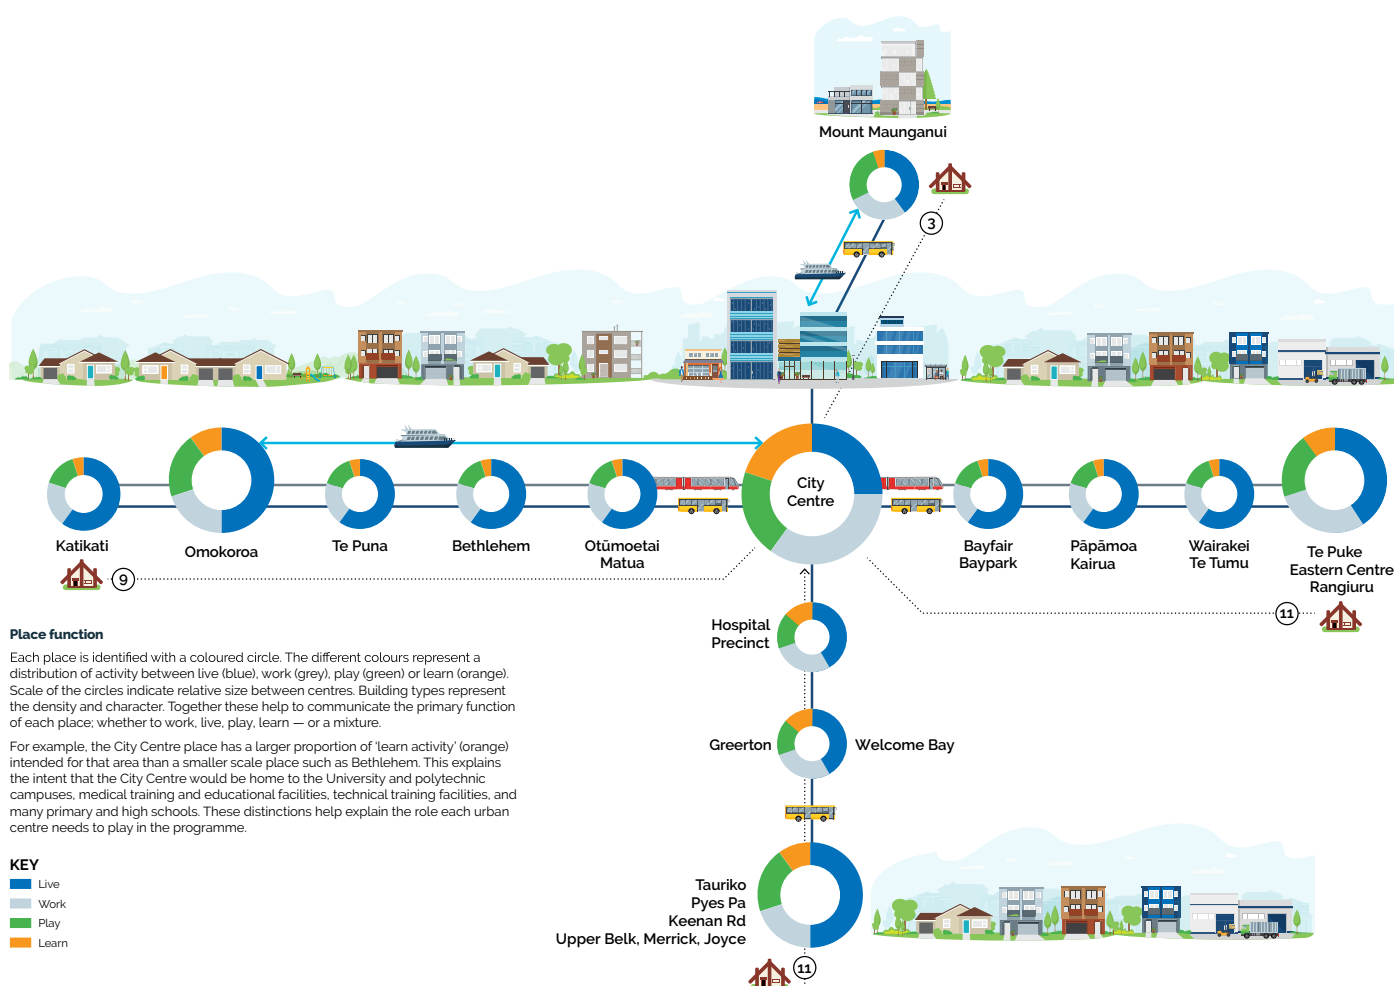 Mount Maunganui
3
City
Centre
Katikati
Omokoroa
Te Puna
Bethlehem
Otūmoetai
Matua
Bayfair
Baypark
Pāpāmoa
Kairua
Wairakei
Te Tumu
Te Puke
Eastern Centre
Rangiuru
9
11
Hospital
Precinct
Place function
Each place is identified with a coloured circle. The different colours represent a
distribution of activity between live (blue), work (grey), play (green) or learn (orange).
Scale of the circles indicate relative size between centres. Building types represent
the density and character. Together these help to communicate the primary function
of each place; whether to work, live, play, learn — or a mixture.
For example, the City Centre place has a larger proportion of ‘learn activity’ (orange)
intended for that area than a smaller scale place such as Bethlehem. This explains
the intent that the City Centre would be home to the University and polytechnic
campuses, medical training and educational facilities, technical training facilities, and
many primary and high schools. These distinctions help explain the role each urban
centre needs to play in the programme.
Greerton
Welcome Bay
KEY
Live
Work
Play
Learn
Tauriko
Pyes Pa
Keenan Rd
Upper Belk, Merrick, Joyce
11